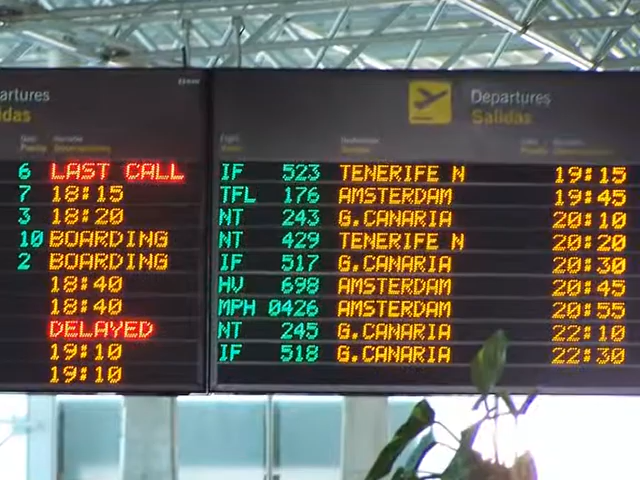 artures
idas
6 LAST CALL
7 18:15
3 18:20
10 BOARDING
2 BOARDING
18:40
18:40
DELAYED
19:10
19:10
Departures
Salidas
IF 523 TENERIFE N 19:15
TFL 176 AMSTERDAM 19:45
NT 243 G.CANARIA 20:10
NT 429 TENERIFE N 20:20
IF 517 G.CANARIA 20:30
HV 698 AMSTERDAM 20:45
MPH 0426 AMSTERDAM 20:55
NT 245 G.CANARIA 22:10
IF 518 G.CANARIA 22:30